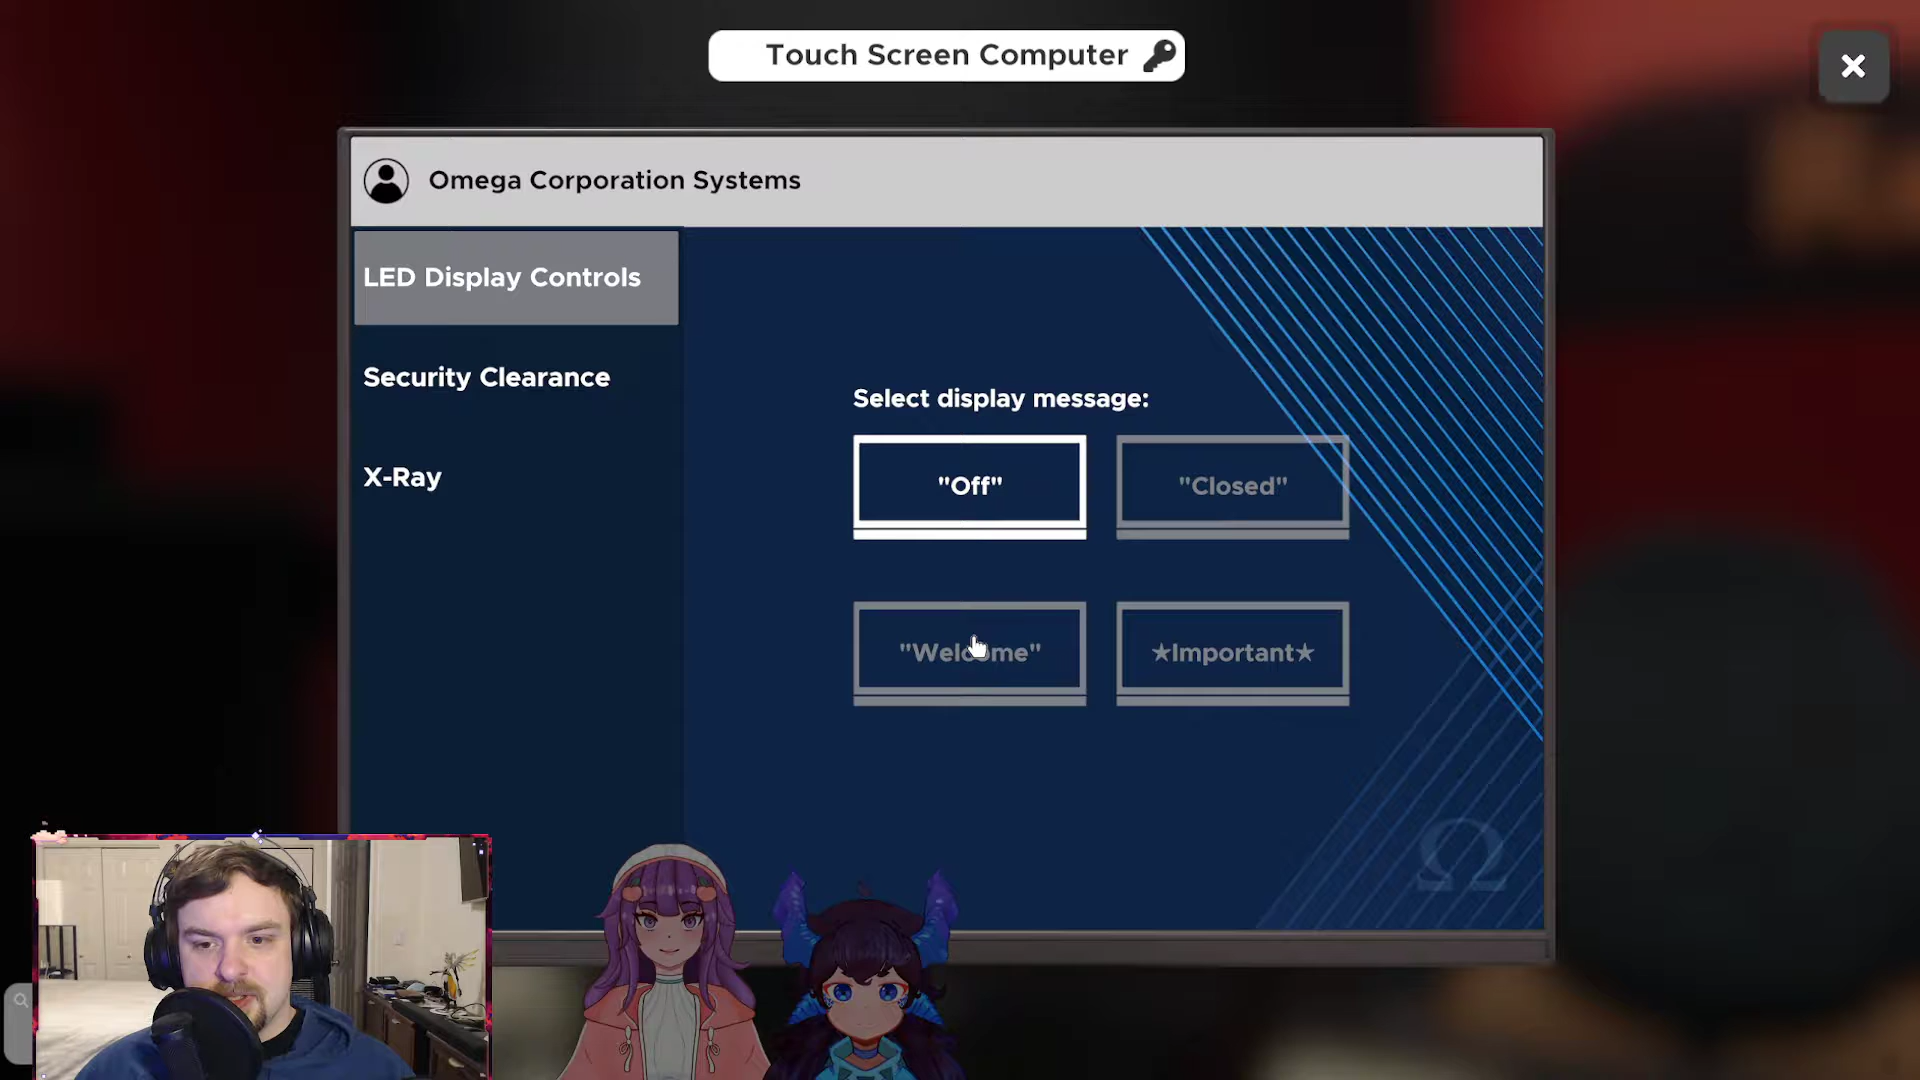 Touch Screen Computer
Omega Corporation Systems
LED Display Controls
Security Clearance
X-Ray
Select display message:
"Off"
"Closed"
"Welcome"
★Important★
Ω